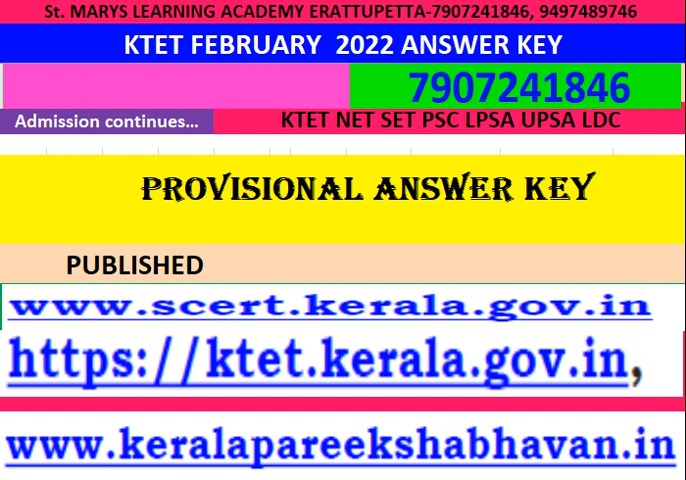 St. MARYS LEARNING ACADEMY ERATTUPETTA-7907241846, 9497489746
KTET FEBRUARY 2022 ANSWER KEY
7907241846
Admission continues... KTET NET SET PSC LPSA UPSA LDC
PROVISIONAL ANSWER KEY
PUBLISHED
www.scert.kerala.gov.in
https://ktet.kerala.gov.in,
www.keralapareekshabhavan.in